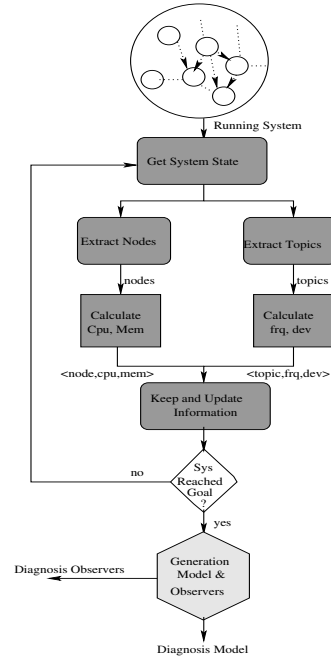 Running System
Get System State
Extract Nodes
Extract Topics
nodes
topics
Calculate
Cpu, Mem
Calculate
frq, dev
<node,cpu,mem>
<topic,frq,dev>
Keep and Update
Information
no
Sys
Reached
Goal
?
yes
Generation
Model &
Observers
Diagnosis Observers
Diagnosis Model